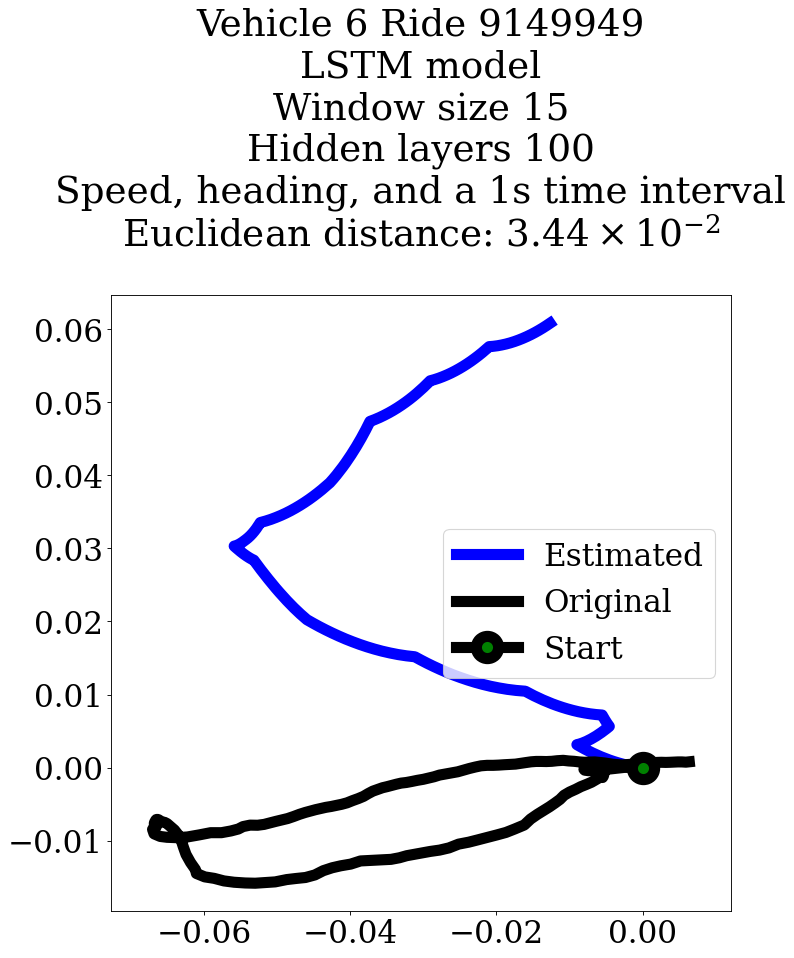 Vehicle 6 Ride 9149949
LSTM model
Window size 15
Hidden layers 100
Speed, heading, and a 1s time interval
Euclidean distance: 3.44 × 10⁻²
0.06
0.05
0.04
0.03
0.02
0.01
0.00
−0.01
Estimated
Original
Start
−0.06 −0.04 −0.02 0.00